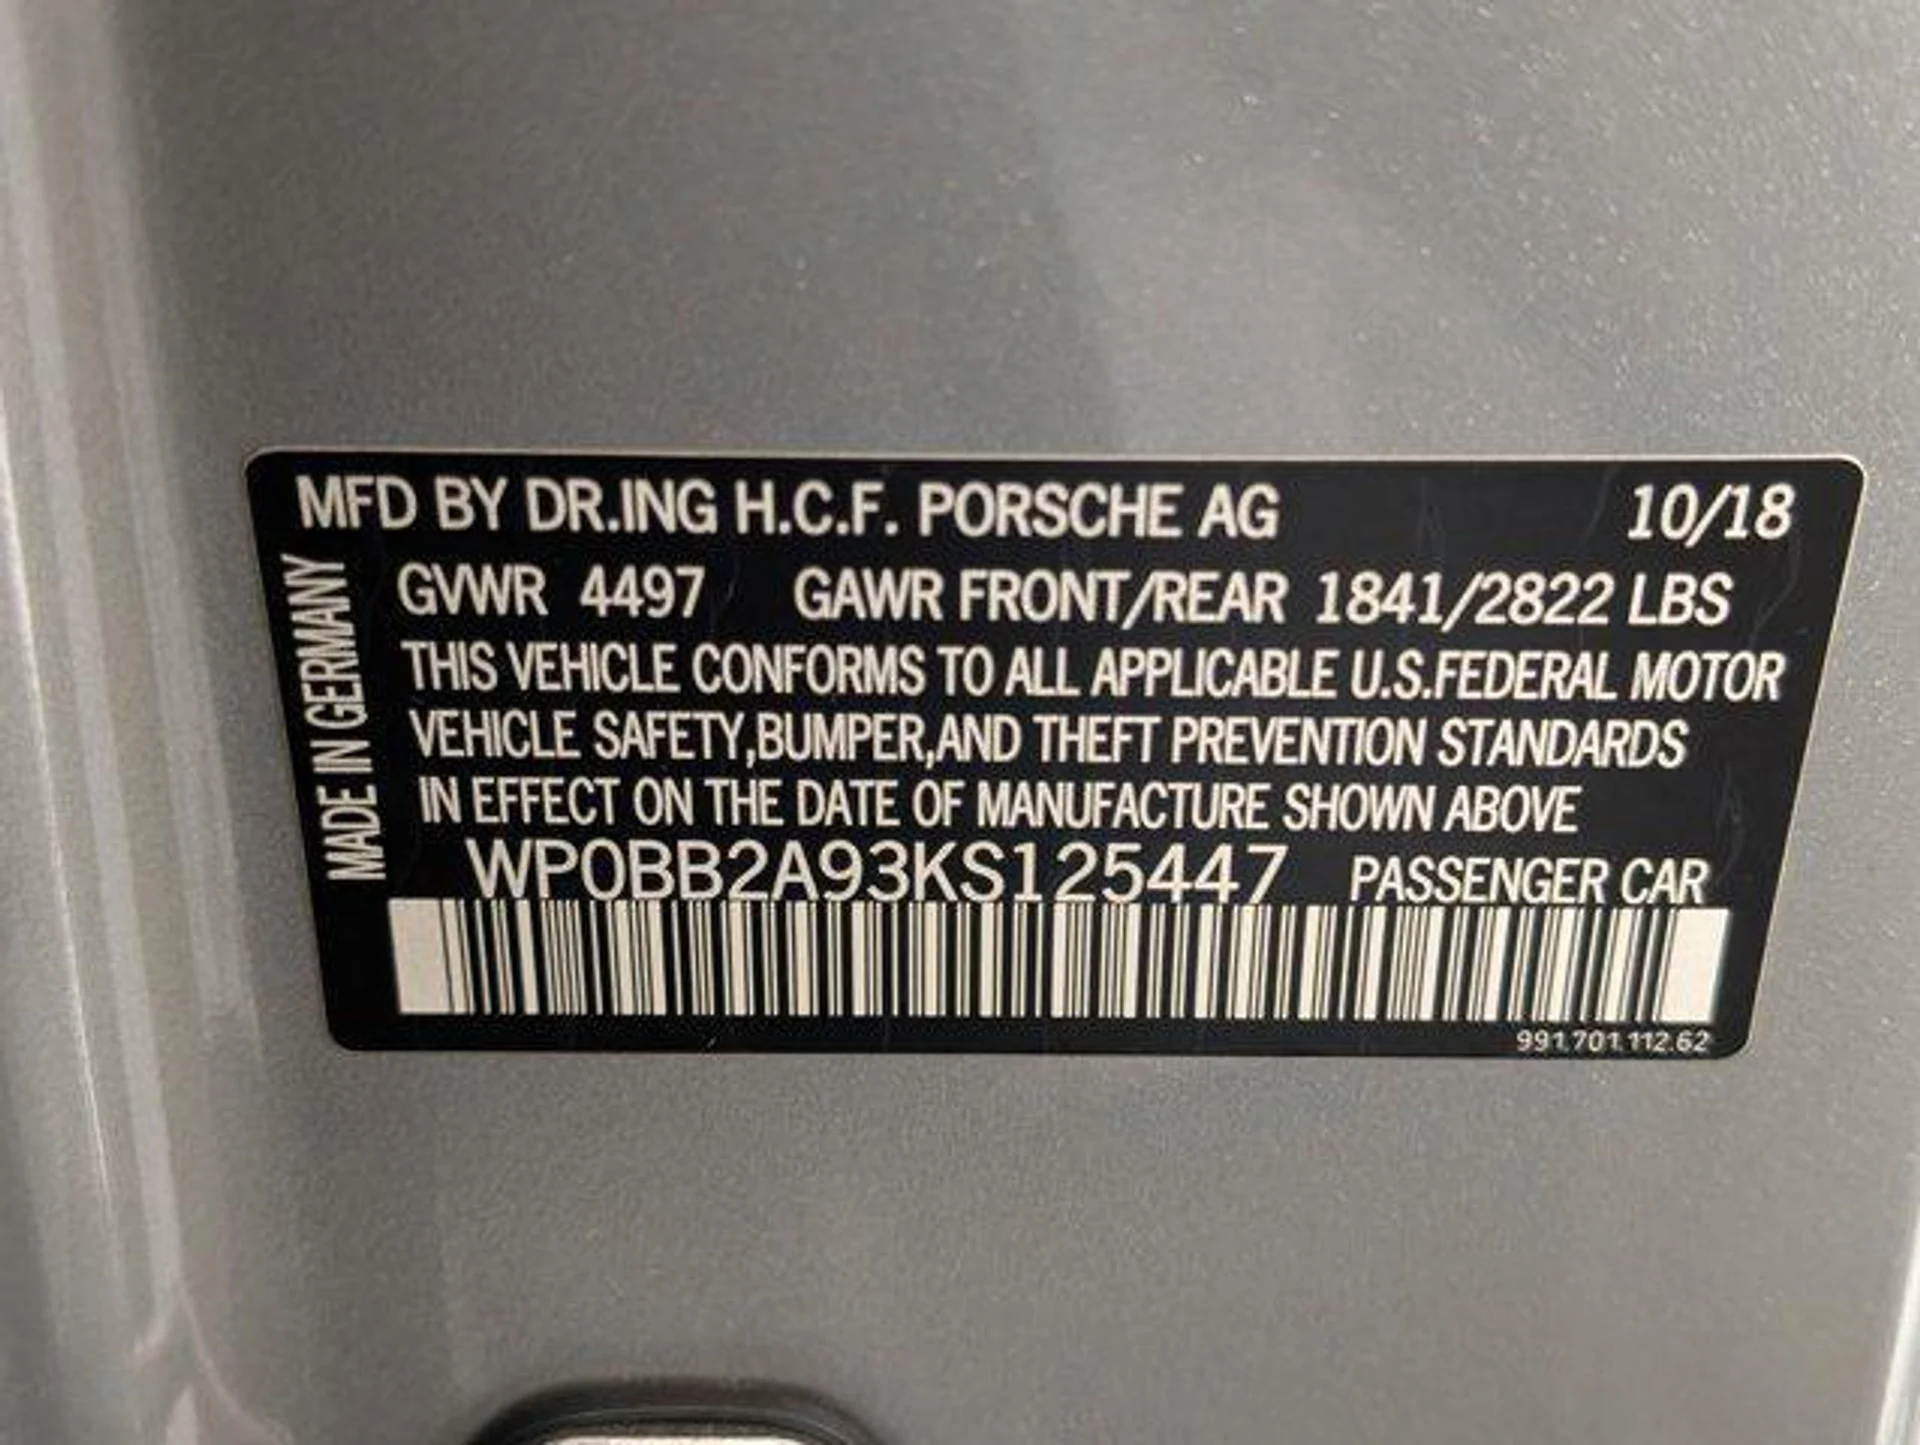 MFD BY DR.ING H.C.F. PORSCHE AG 10/18
MADE IN GERMANY
GVWR 4497 GAWR FRONT/REAR 1841/2822 LBS
THIS VEHICLE CONFORMS TO ALL APPLICABLE U.S.FEDERAL MOTOR
VEHICLE SAFETY,BUMPER,AND THEFT PREVENTION STANDARDS
IN EFFECT ON THE DATE OF MANUFACTURE SHOWN ABOVE
WP0BB2A93KS125447 PASSENGER CAR
991.701.112.62